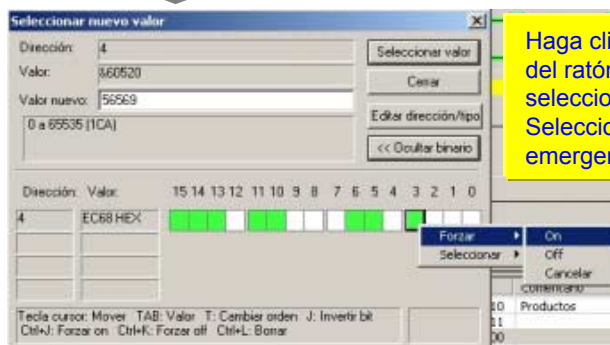 Seleccionar nuevo valor
Dirección: 4
Seleccionar valor
Valor: &60520
Cerrar
Valor nuevo: 56569
Editar dirección/tipo
0 a 65535 (1CA)
<< Ocultar binario
Dirección: Valor: 15 14 13 12 11 10 9 8 7 6 5 4 3 2 1 0
4 EC68 HEX
Forzar On
Seleccionar Off
Cancelar
Comentario
10 Productos
11
00
Tecla cursor: Mover TAB: Valor T: Cambiar orden J: Invertir bit
Ctrl+J: Forzar on Ctrl+K: Forzar off Ctrl+L: Borrar
Haga cli
del ratón
seleccio
Seleccio
emerger